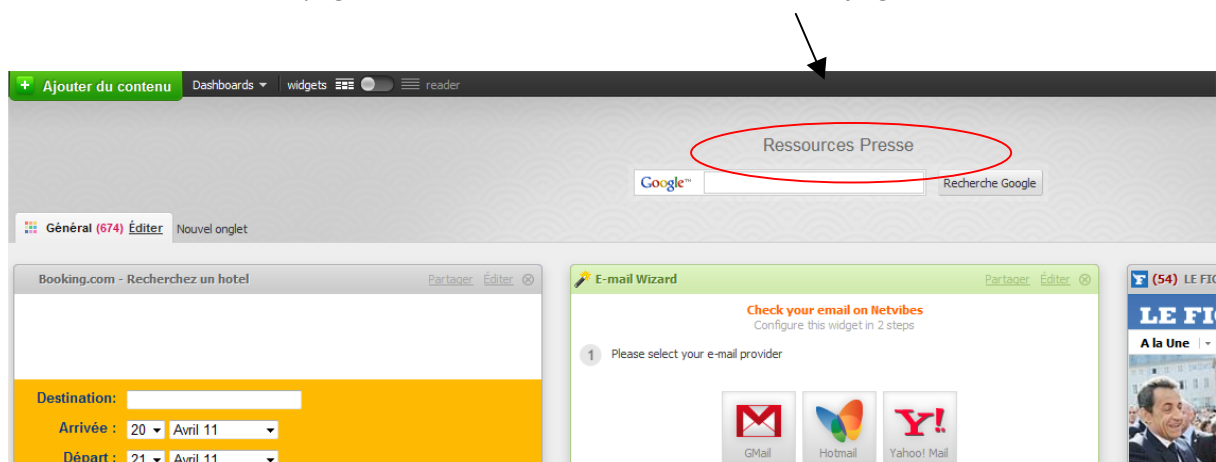 Ajouter du contenu Dashboards widgets reader
Ressources Presse
Google™ Recherche Google
Général (674) Éditer Nouvel onglet
Booking.com - Recherchez un hotel Partager Éditer
E-mail Wizard Partager Éditer
(54) LE FIG
Check your email on Netvibes
Configure this widget in 2 steps
LE FIG
1 Please select your e-mail provider
A la Une
Destination:
Arrivée : 20 Avril 11
Départ : 21 Avril 11
GMail Hotmail Yahoo! Mail